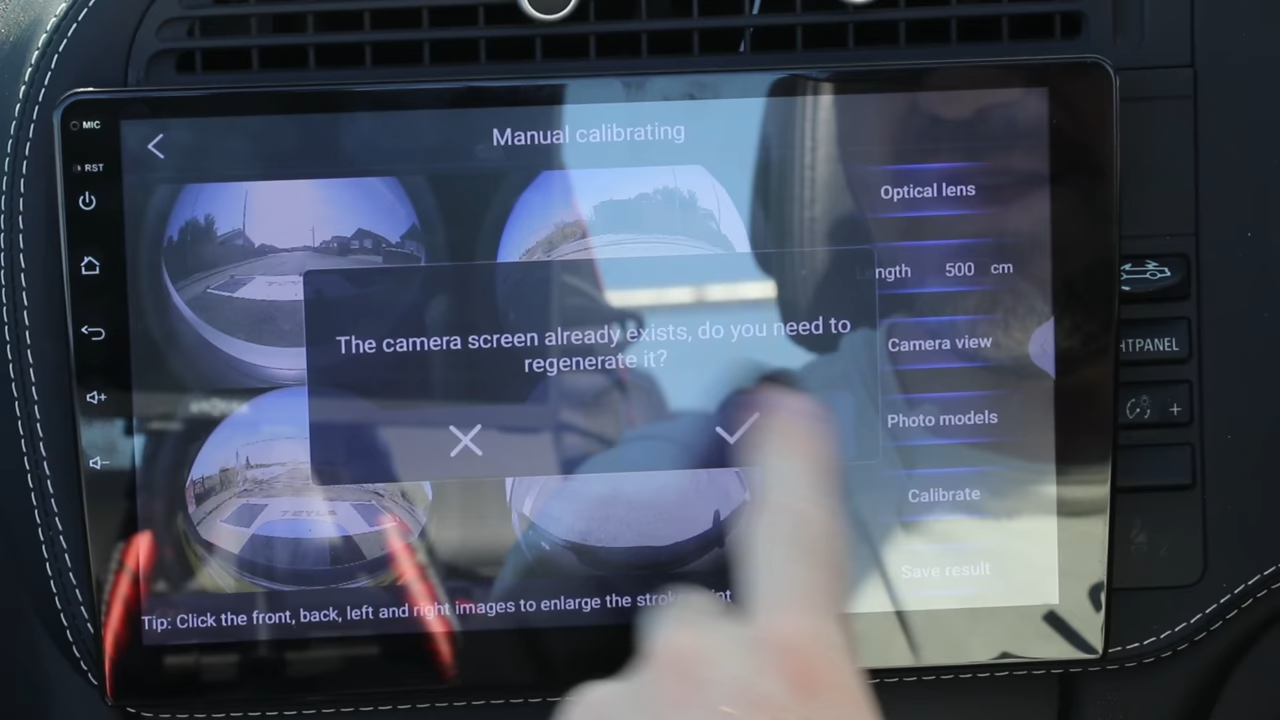 MIC
RST
Manual calibrating
Optical lens
ngth 500 cm
The camera screen already exists, do you need to
regenerate it?
Camera view
HTPANEL
Photo models
Calibrate
Save result
Tip: Click the front, back, left and right images to enlarge the